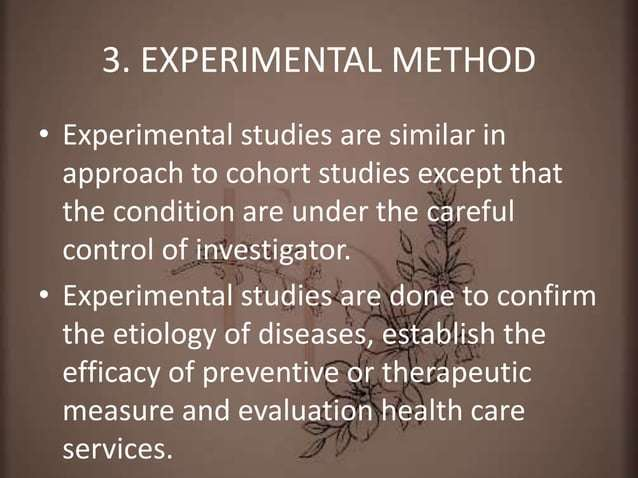 3. EXPERIMENTAL METHOD
• Experimental studies are similar in
approach to cohort studies except that
the condition are under the careful
control of investigator.
• Experimental studies are done to confirm
the etiology of diseases, establish the
efficacy of preventive or therapeutic
measure and evaluation health care
services.